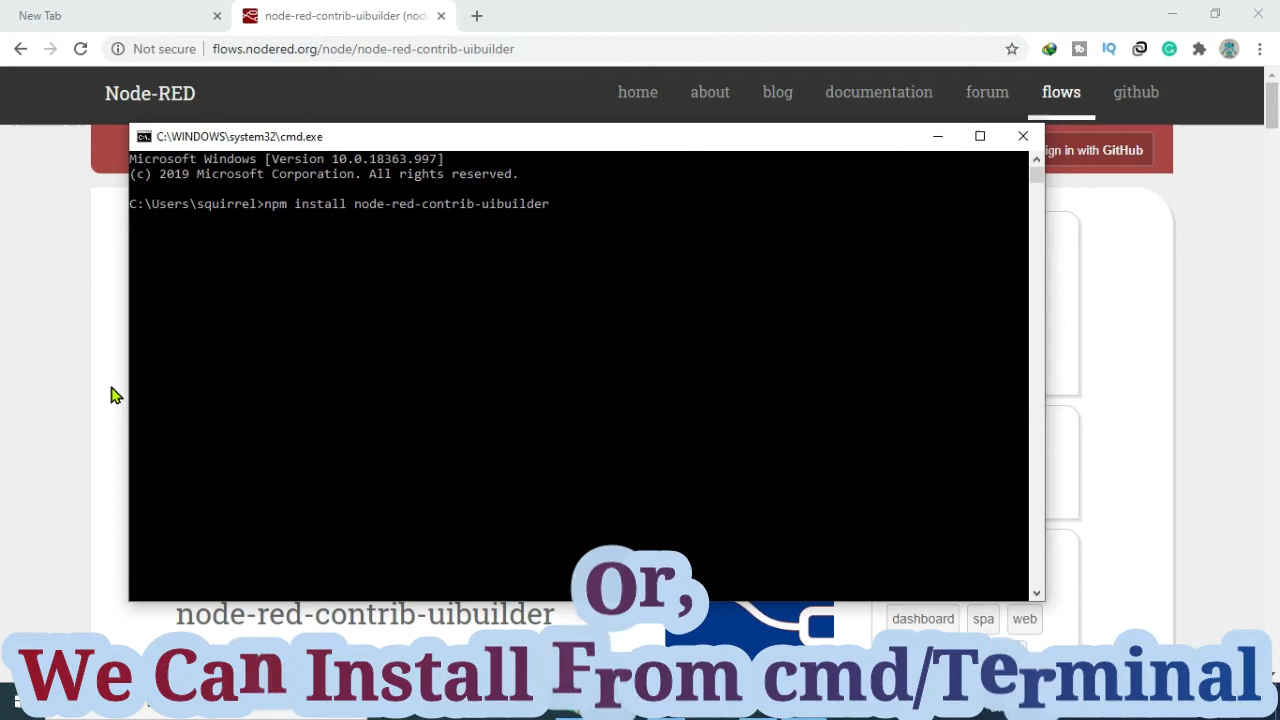 New Tab
node-red-contrib-uibuilder (nod
Not secure flows.nodered.org/node/node-red-contrib-uibuilder
Node-RED home about blog documentation forum flows github
C:\WINDOWS\system32\cmd.exe
ign in with GitHub
Microsoft Windows [Version 10.0.18363.997]
(c) 2019 Microsoft Corporation. All rights reserved.
C:\Users\squirrel>npm install node-red-contrib-uibuilder
Or,
node-red-contrib-uibuilder
dashboard spa web
We Can Install From cmd/Terminal